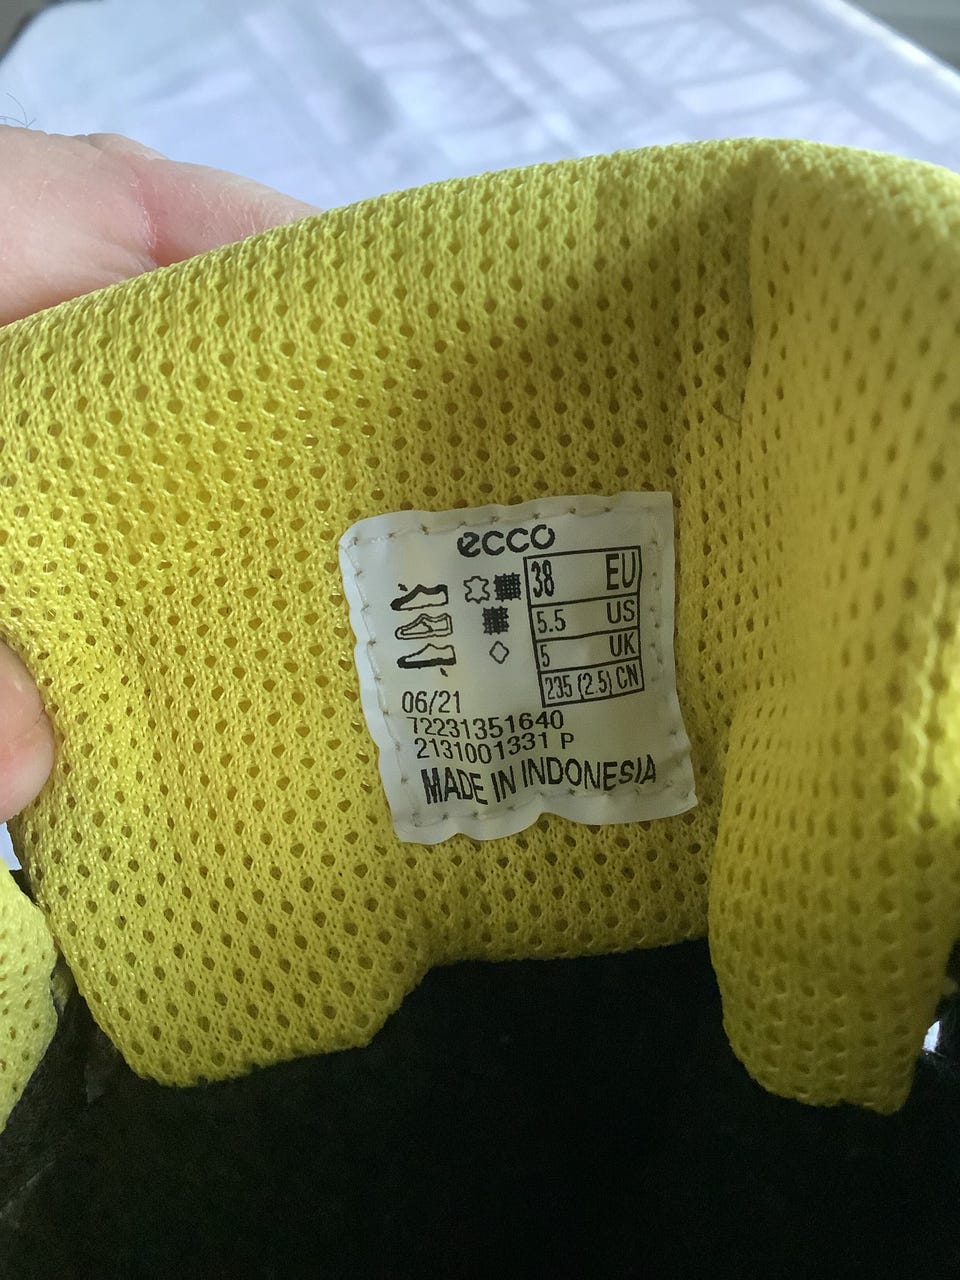 ecco
38 EU
5.5 US
5 UK
235 (2.5) CN
06/21
72231351640
2131001331 P
MADE IN INDONESIA